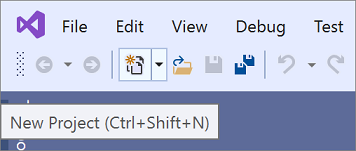 File Edit View Debug Test
New Project (Ctrl+Shift+N)